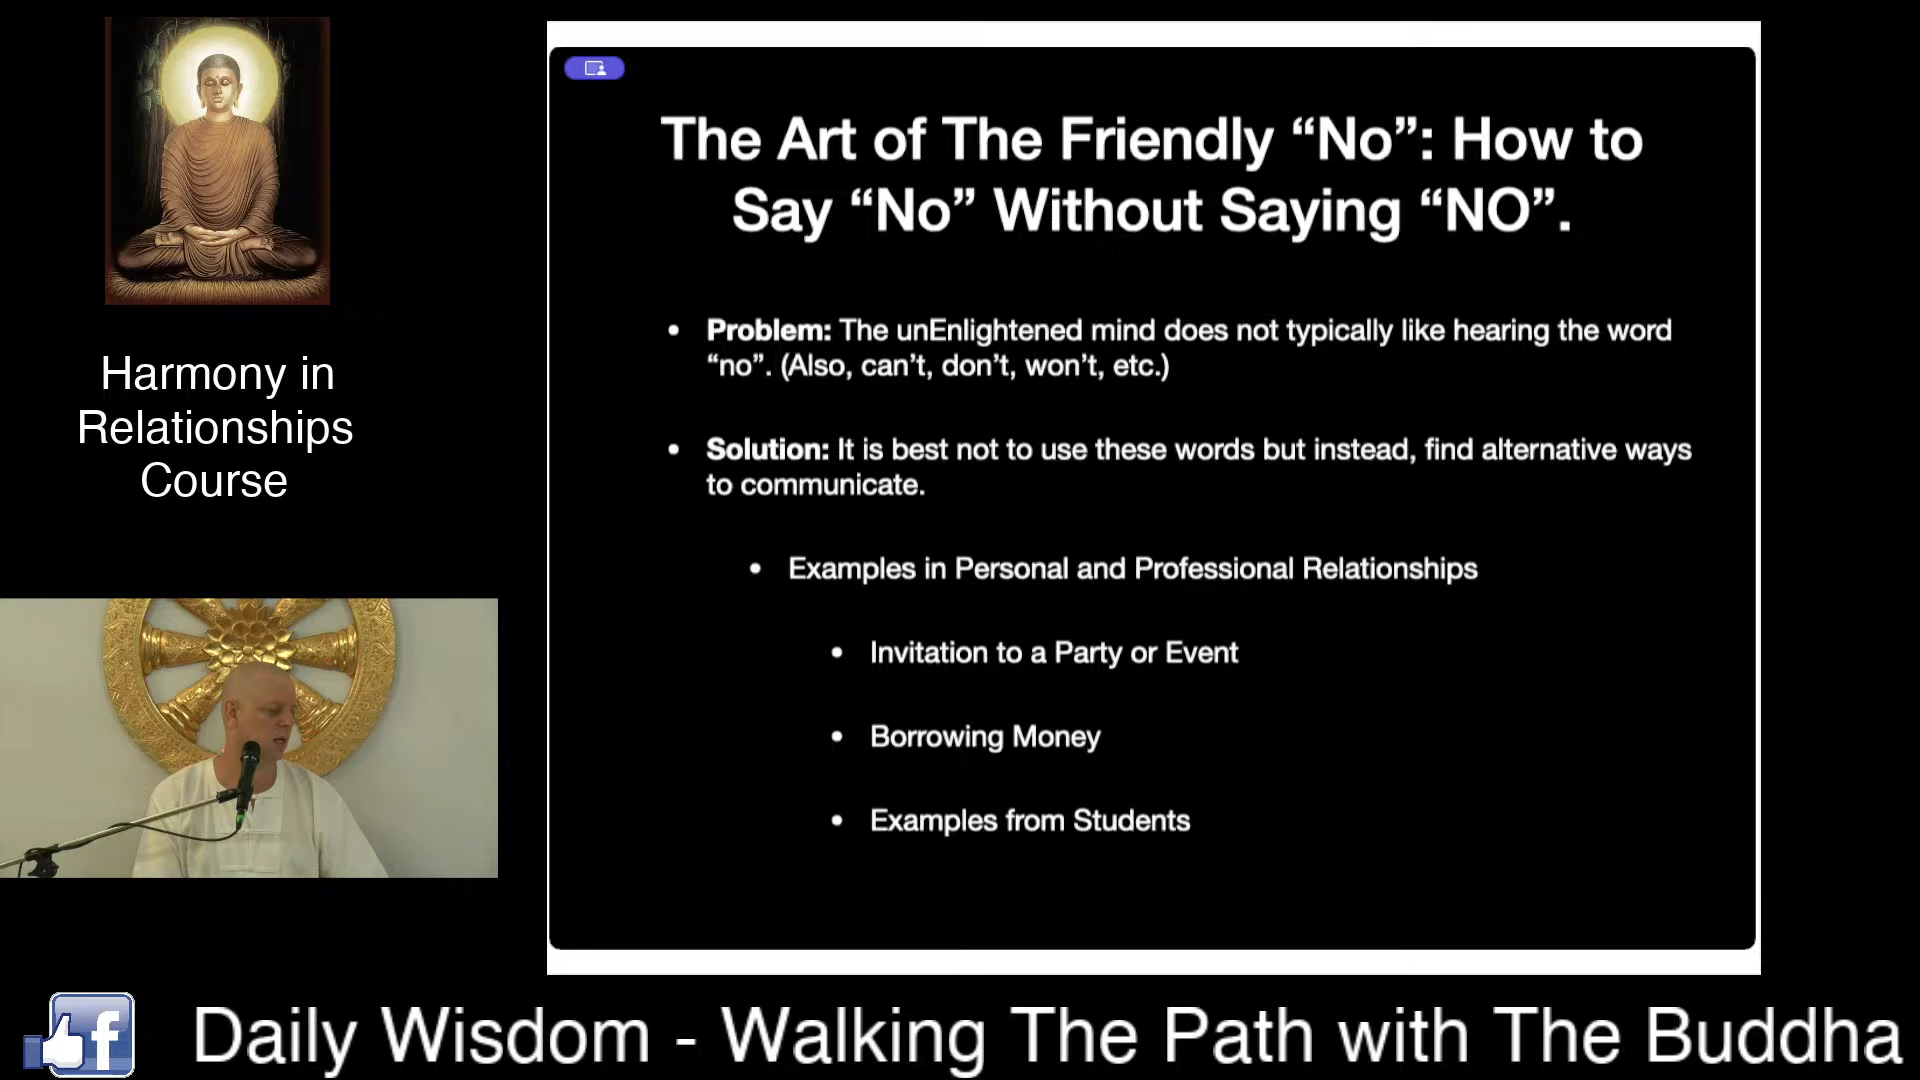 Harmony in
Relationships
Course
The Art of The Friendly “No”: How to
Say “No” Without Saying “NO”.
• Problem: The unEnlightened mind does not typically like hearing the word
“no”. (Also, can’t, don’t, won’t, etc.)
• Solution: It is best not to use these words but instead, find alternative ways
to communicate.
• Examples in Personal and Professional Relationships
• Invitation to a Party or Event
• Borrowing Money
• Examples from Students
f
Daily Wisdom - Walking The Path with The Buddha